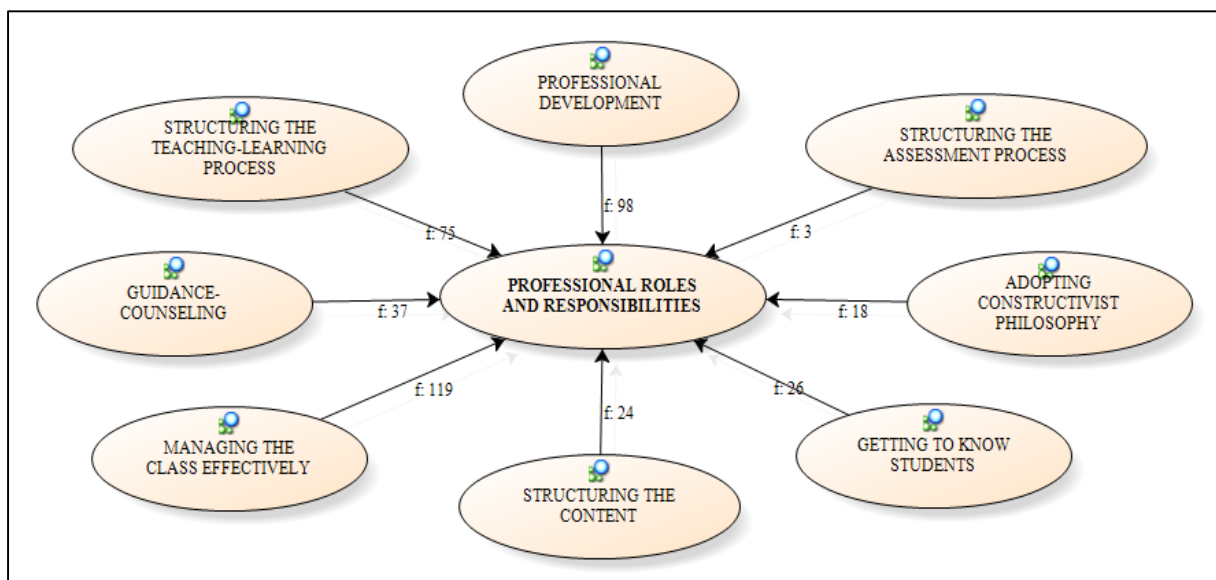 PROFESSIONAL
DEVELOPMENT
STRUCTURING THE
TEACHING-LEARNING
PROCESS
STRUCTURING THE
ASSESSMENT PROCESS
f: 98
f: 75
f: 3
GUIDANCE-
COUNSELING
f: 37
PROFESSIONAL ROLES
AND RESPONSIBILITIES
f: 18
ADOPTING
CONSTRUCTIVIST
PHILOSOPHY
f: 119
f: 24
f: 26
MANAGING THE
CLASS EFFECTIVELY
STRUCTURING THE
CONTENT
GETTING TO KNOW
STUDENTS